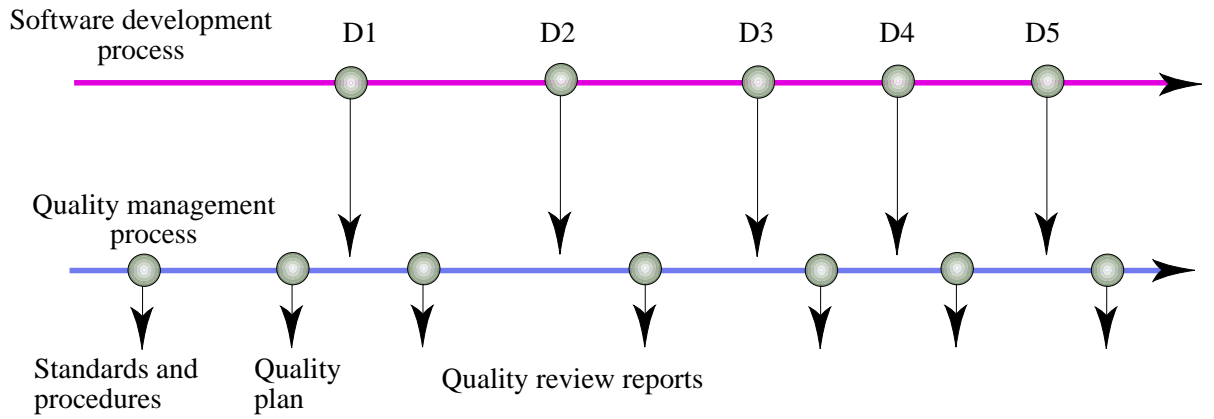 Software development
process
D1
D2
D3
D4
D5
Quality management
process
Standards and
procedures
Quality
plan
Quality review reports